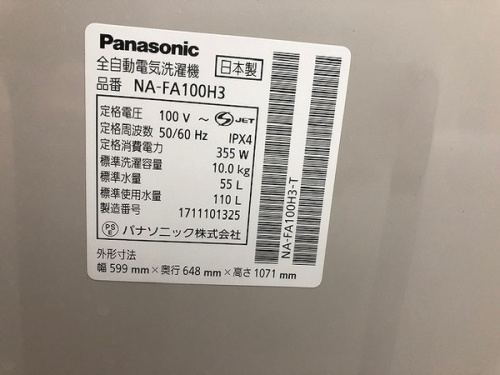 Panasonic
全自動電気洗濯機 日本製
品番 NA-FA100H3
定格電圧 100 V ～ S JET
定格周波数 50/60 Hz IPX4
定格消費電力 355 W
標準洗濯容量 10.0 kg
標準水量 55 L
標準使用水量 110 L
製造番号 1711101325
PSE パナソニック株式会社
外形寸法
幅 599 mm×奥行 648 mm×高さ 1071 mm
NA-FA100H3-T